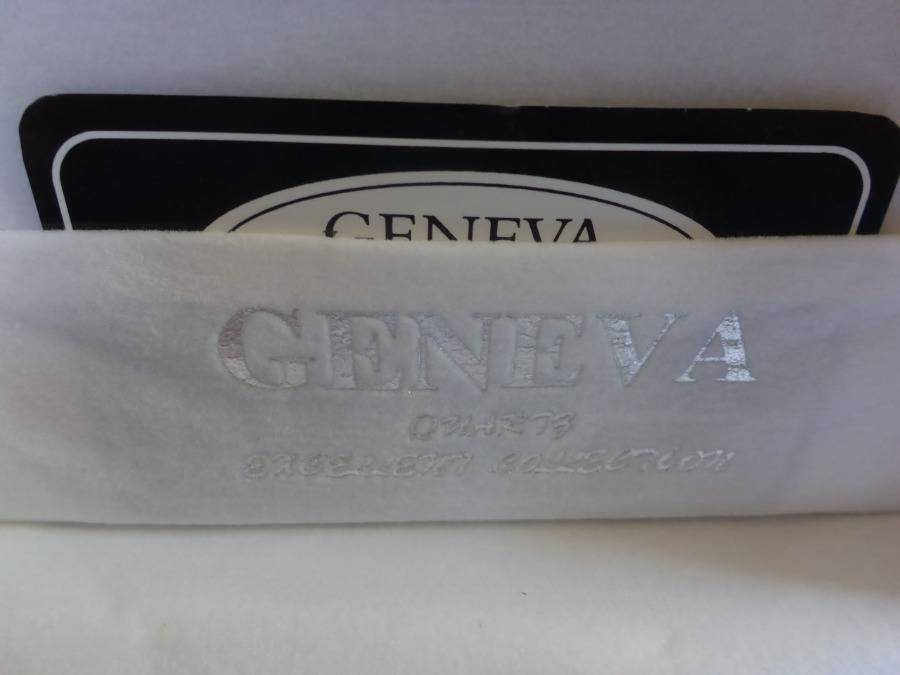 GENEVA
GENEVA
QUARTZ
EXCELLENT COLLECTION